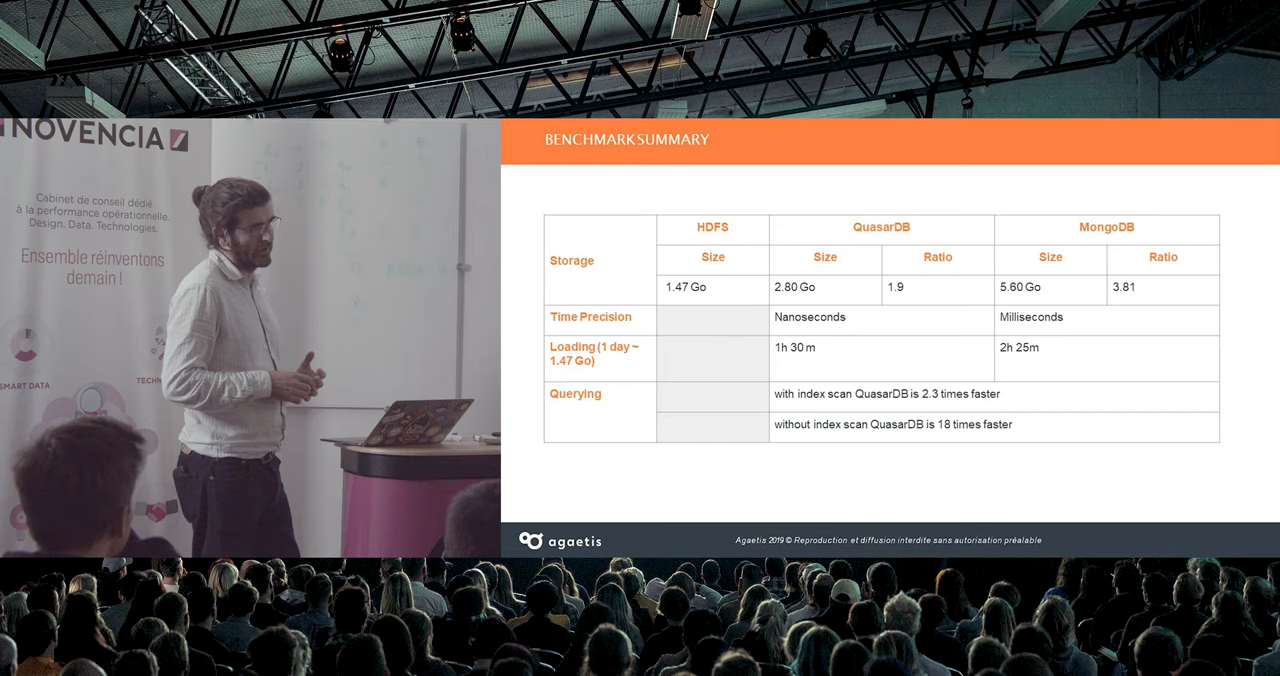 NOVENCIA
Cabinet de conseil dédié
à la performance opérationnelle.
Design. Data. Technologies.
Ensemble réinventons
demain !
SMART DATA
BENCHMARKSUMMARY
HDFS QuasarDB MongoDB
Storage Size Size Ratio Size Ratio
1.47 Go 2.80 Go 1.9 5.60 Go 3.81
Time Precision Nanoseconds Milliseconds
Loading (1 day ~ 1h 30 m 2h 25m
1.47 Go)
Querying with index scan QuasarDB is 2.3 times faster
without index scan QuasarDB is 18 times faster
agaetis
Agaetis 2019 © Reproduction et diffusion interdite sans autorisation préalable